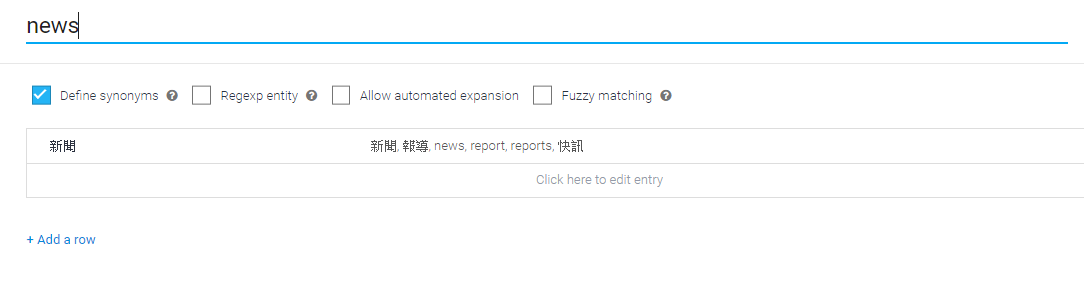 news
Define synonyms ? Regexp entity ? Allow automated expansion Fuzzy matching ?
新聞 新聞, 報導, news, report, reports, 快訊
Click here to edit entry
+ Add a row